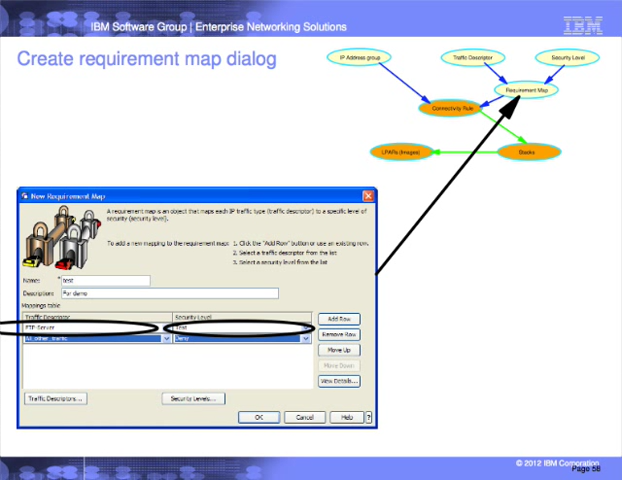 IBM Software Group | Enterprise Networking Solutions
IBM
Create requirement map dialog
IP Address group
Traffic Descriptor
Security Level
Requirement Map
Connectivity Rule
LPARs (Images)
Stacks
New Requirement Map
A requirement map is an object that maps each IP traffic type (traffic descriptor) to a specific level of
security (security level).
To add a new mapping to the requirement map:
1. Click the "Add Row" button or use an existing row.
2. Select a traffic descriptor from the list
3. Select a security level from the list
Name: * test
Description: For demo
Mappings table
Traffic Descriptor Security Level
FTP-Server Test
All_other_traffic Deny
Add Row
Remove Row
Move Up
Move Down
View Details...
Traffic Descriptors... Security Levels...
OK Cancel Help ?
© 2012 IBM Corporation
Page 58